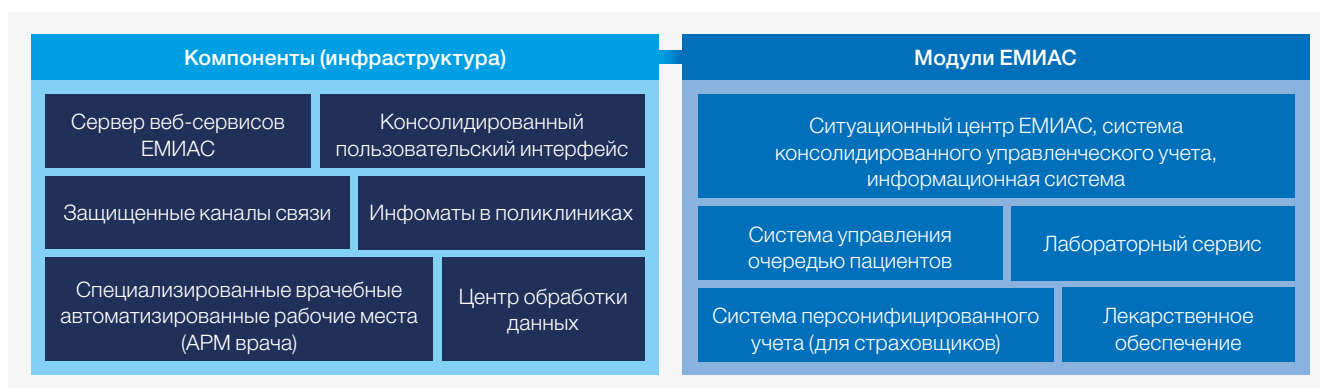 Компоненты (инфраструктура)
Сервер веб-сервисов
ЕМИАС
Консолидированный
пользовательский интерфейс
Защищенные каналы связи
Инфоматы в поликлиниках
Специализированные врачебные
автоматизированные рабочие места
(АРМ врача)
Центр обработки
данных
Модули ЕМИАС
Ситуационный центр ЕМИАС, система
консолидированного управленческого учета,
информационная система
Система управления
очередью пациентов
Лабораторный сервис
Система персонифицированного
учета (для страховщиков)
Лекарственное
обеспечение